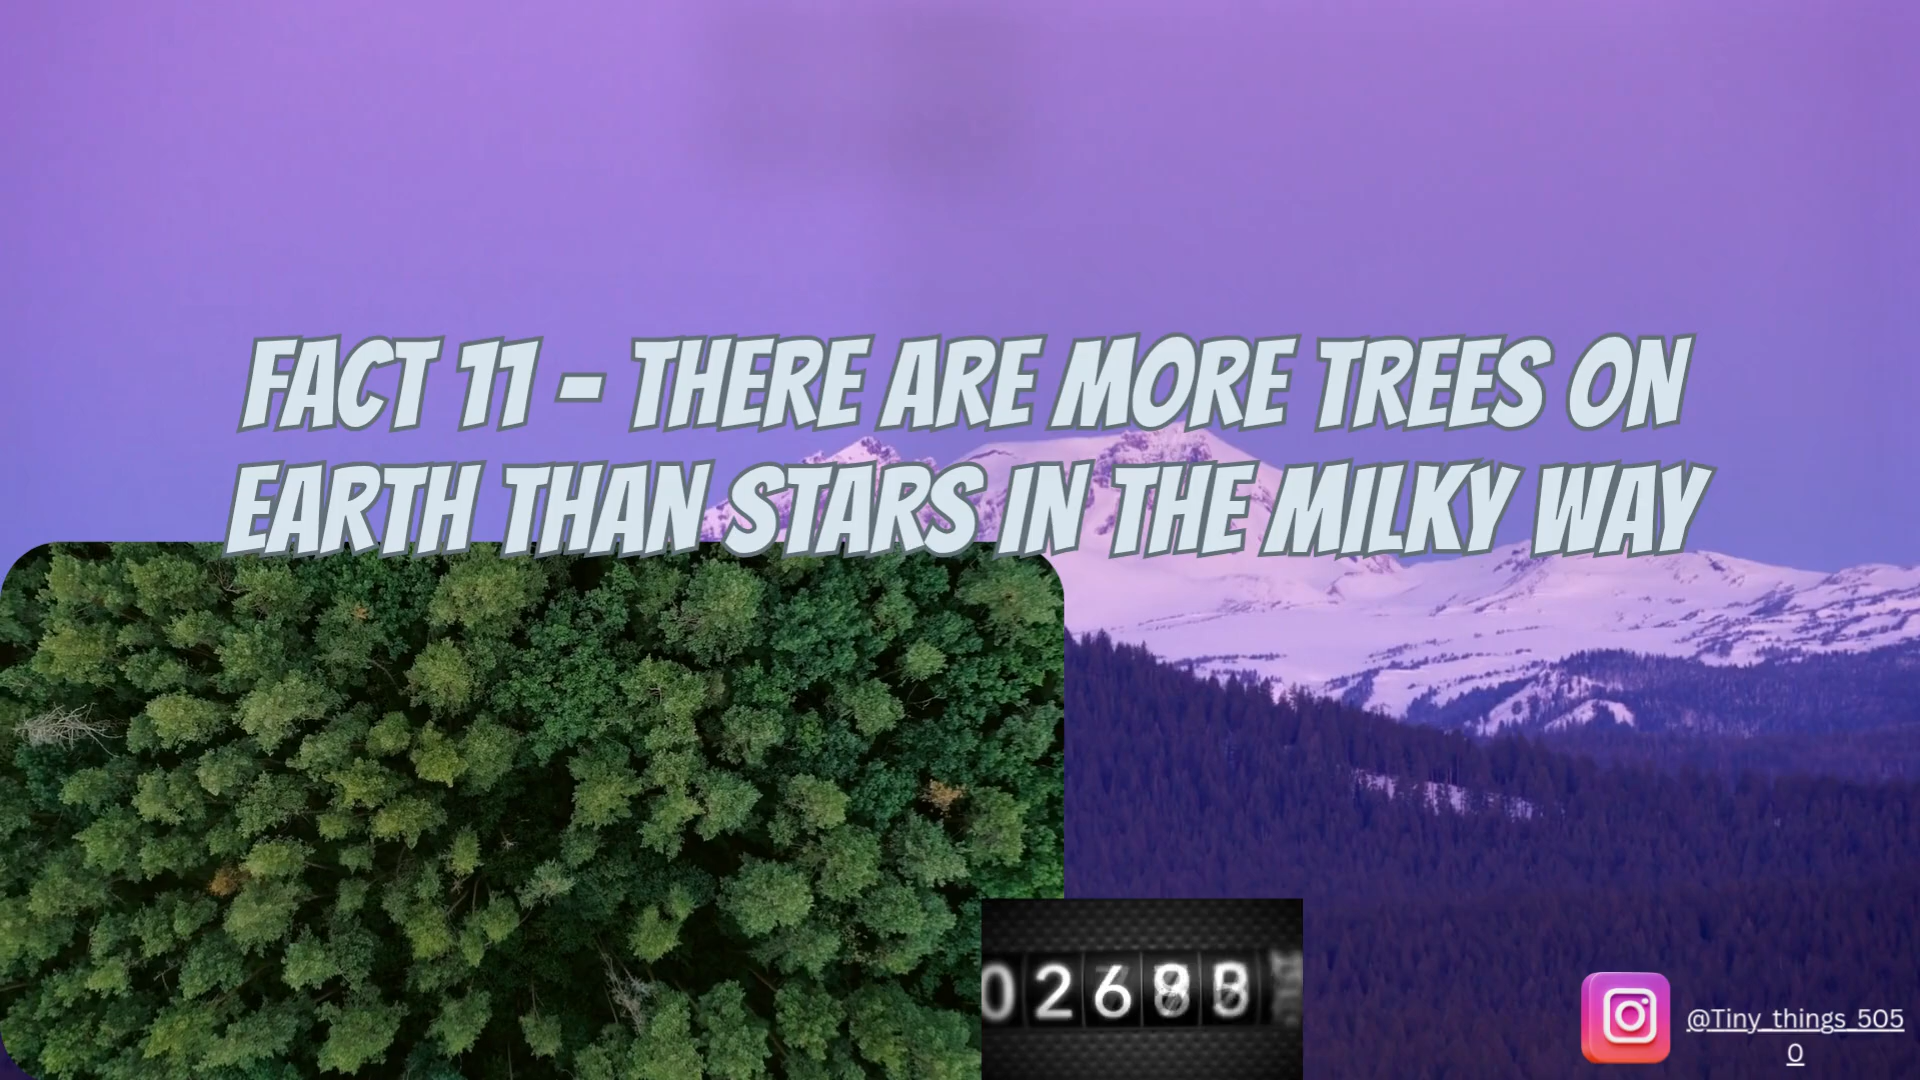 FACT 11 - THERE ARE MORE TREES ON
EARTH THAN STARS IN THE MILKY WAY
@Tiny_things_505
0